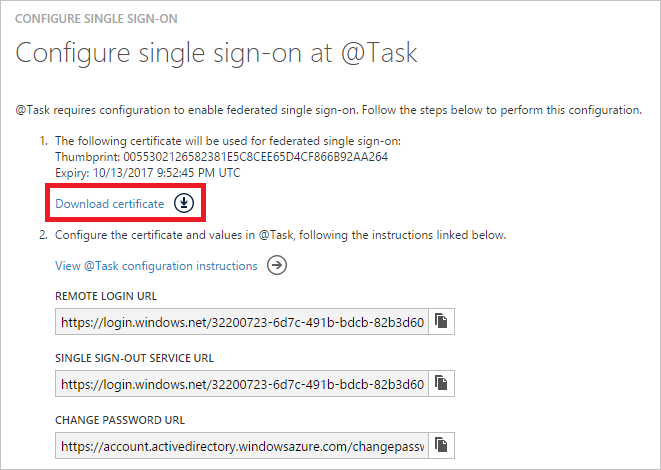 CONFIGURE SINGLE SIGN-ON
Configure single sign-on at @Task
@Task requires configuration to enable federated single sign-on. Follow the steps below to perform this configuration.
1. The following certificate will be used for federated single sign-on:
Thumbprint: 0055302126582381E5C8CEE65D4CF866B92AA264
Expiry: 10/13/2017 9:52:45 PM UTC
Download certificate
2. Configure the certificate and values in @Task, following the instructions linked below.
View @Task configuration instructions
REMOTE LOGIN URL
https://login.windows.net/32200723-6d7c-491b-bdcb-82b3d60
SINGLE SIGN-OUT SERVICE URL
https://login.windows.net/32200723-6d7c-491b-bdcb-82b3d60
CHANGE PASSWORD URL
https://account.activedirectory.windowsazure.com/changepassw